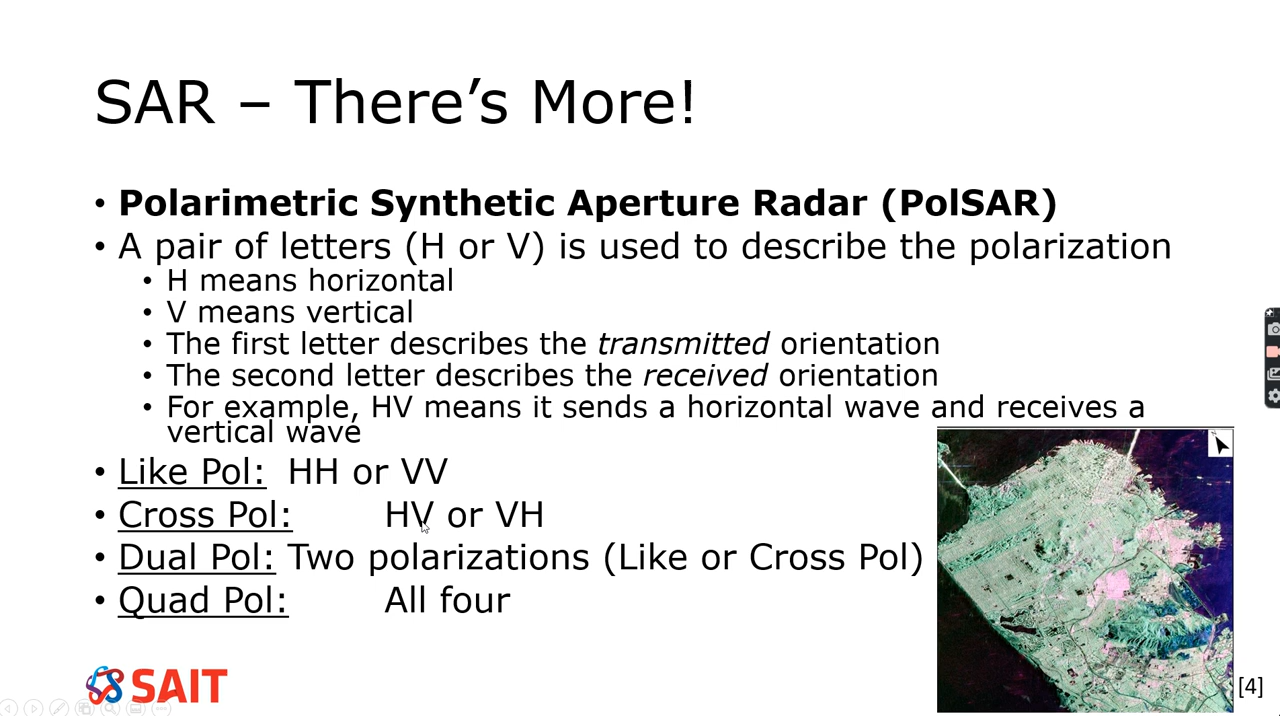 SAR – There’s More!
• Polarimetric Synthetic Aperture Radar (PolSAR)
• A pair of letters (H or V) is used to describe the polarization
• H means horizontal
• V means vertical
• The first letter describes the transmitted orientation
• The second letter describes the received orientation
• For example, HV means it sends a horizontal wave and receives a
vertical wave
• Like Pol: HH or VV
• Cross Pol: HV or VH
• Dual Pol: Two polarizations (Like or Cross Pol)
• Quad Pol: All four
SAIT
[4]